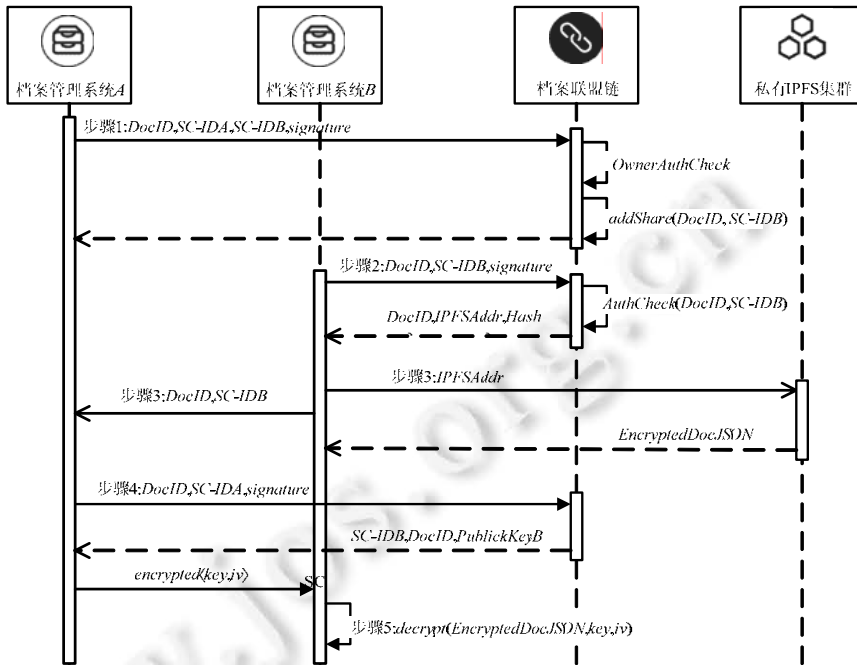 档案管理系统A
档案管理系统B
档案联盟链
私有IPFS集群
步骤1:DocID,SC-IDA,SC-IDB,signature
OwnerAuthCheck
addShare(DocID, SC-IDB)
步骤2:DocID,SC-IDB,signature
AuthCheck(DocID,SC-IDB)
DocID,IPFSAddr,Hash
步骤3:IPFSAddr
步骤3:DocID,SC-IDB
EncryptedDocJSON
步骤4:DocID,SC-IDA,signature
SC-IDB,DocID,PublickKeyB
encrypted(key,iv)
SC
步骤5:decrypt(EncryptedDocJSON,key,iv)
.jos.org.cn